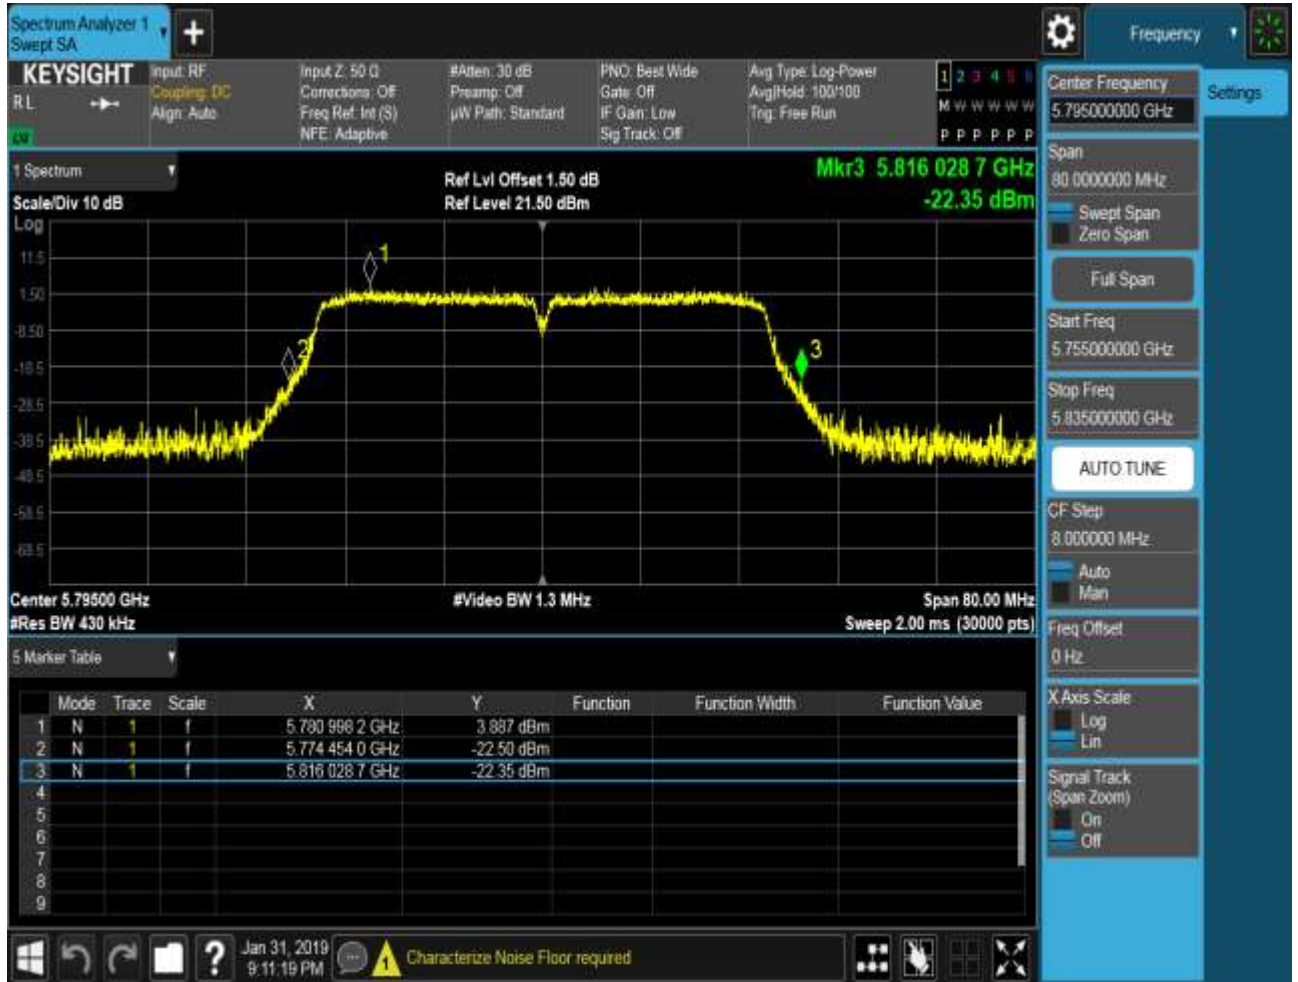 Spectrum Analyzer 1
Swept SA
+
Frequency
KEYSIGHT
RL
Input: RF
Coupling: DC
Align: Auto
Input Z: 50 Ω
Corrections: Off
Freq Ref: Int (S)
NFE: Adaptive
#Atten: 30 dB
Preamp: Off
µW Path: Standard
PNO: Best Wide
Gate: Off
IF Gain: Low
Sig Track: Off
Avg Type: Log-Power
Avg|Hold: 100/100
Trig: Free Run
1 2 3 4 5 6
M W W W W W
P P P P P P
1 Spectrum
Scale/Div 10 dB
Ref Lvl Offset 1.50 dB
Ref Level 21.50 dBm
Mkr3 5.816 028 7 GHz
-22.35 dBm
Log
11.5
1.50
-8.50
-18.5
-28.5
-38.5
-48.5
-58.5
-68.5
1
2
3
Center 5.79500 GHz
#Res BW 430 kHz
#Video BW 1.3 MHz
Span 80.00 MHz
Sweep 2.00 ms (30000 pts)
5 Marker Table
Mode Trace Scale X Y Function Function Width Function Value
1 N 1 f 5.780 998 2 GHz 3.887 dBm
2 N 1 f 5.774 454 0 GHz -22.50 dBm
3 N 1 f 5.816 028 7 GHz -22.35 dBm
4
5
6
7
8
9
Jan 31, 2019
9:11:19 PM
?
1
Characterize Noise Floor required
Center Frequency
5.795000000 GHz
Settings
Span
80.0000000 MHz
Swept Span
Zero Span
Full Span
Start Freq
5.755000000 GHz
Stop Freq
5.835000000 GHz
AUTO TUNE
CF Step
8.000000 MHz
Auto
Man
Freq Offset
0 Hz
X Axis Scale
Log
Lin
Signal Track
(Span Zoom)
On
Off